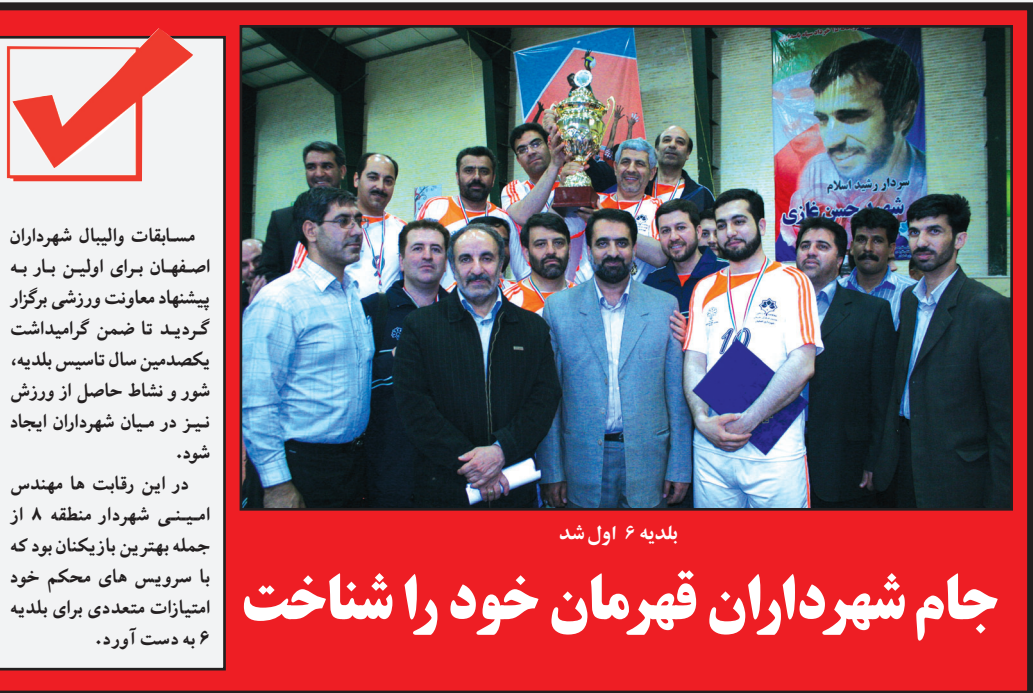 مسابقات والیبال شهرداران
اصفهان برای اولین بار به
پیشنهاد معاونت ورزشی برگزار
گردید تا ضمن گرامیداشت
یکصدمین سال تاسیس بلدیه،
شور و نشاط حاصل از ورزش
نیز در میان شهرداران ایجاد
شود.
در این رقابت ها مهندس
امینی شهردار منطقه ۸ از
جمله بهترین بازیکنان بود که
با سرویس های محکم خود
امتیازات متعددی برای بلدیه
۶ به دست آورد.
سردار رشید اسلام
شهید حسن غازی
10
بلدیه ۶ اول شد
جام شهرداران قهرمان خود را شناخت